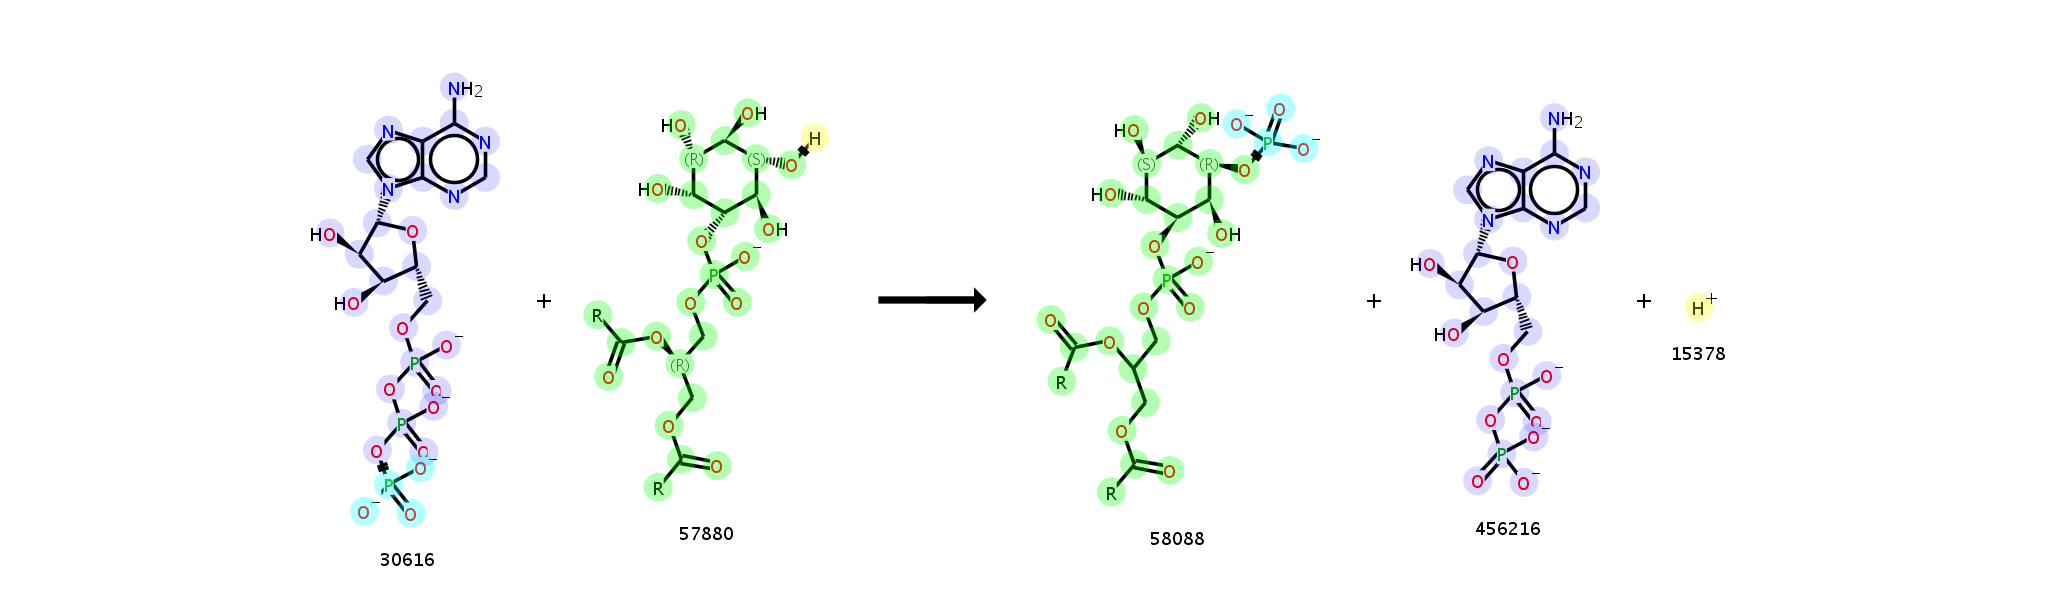 NH2
N N
N N
HO O
HO
O
P O−
O O
O−
P
O O
O−
P
O− O
30616
+
HO OH
(R) (S) O H
HO
OH
O
P O−
O O
R
O
O
(R)
O
O
R
57880
HO OH O− O
P O−
(S) (R) O
HO
OH
O
P O−
O O
O
O
R
O
O
R
58088
+
NH2
N N
N N
HO O
HO
O
P O−
O O
O−
P
O O−
456216
+
H+
15378